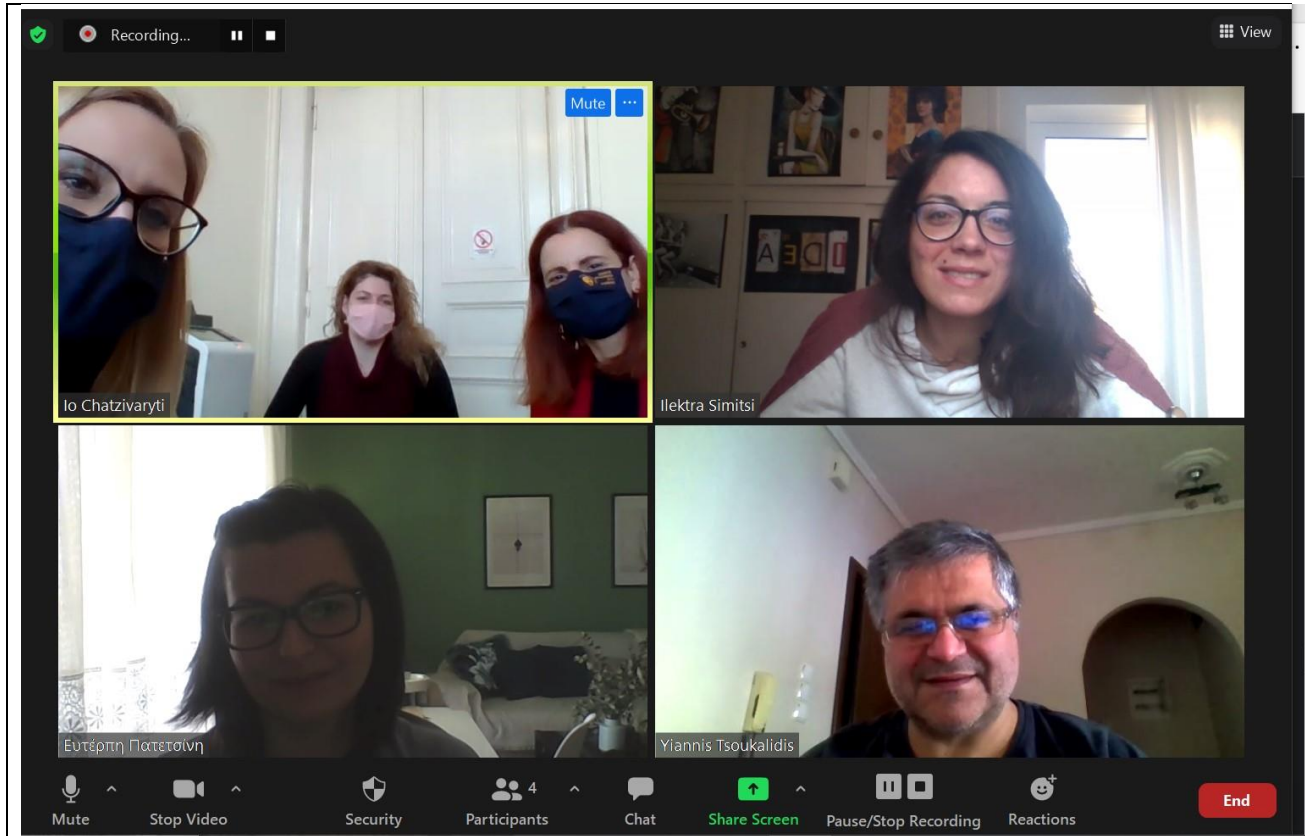 Recording...
View
Mute
Io Chatzivaryti
IDEA
Ilektra Simitsi
Ευτέρπη Πατετσίνη
Yiannis Tsoukalidis
Mute
Stop Video
Security
4
Participants
Chat
Share Screen
Pause/Stop Recording
Reactions
End